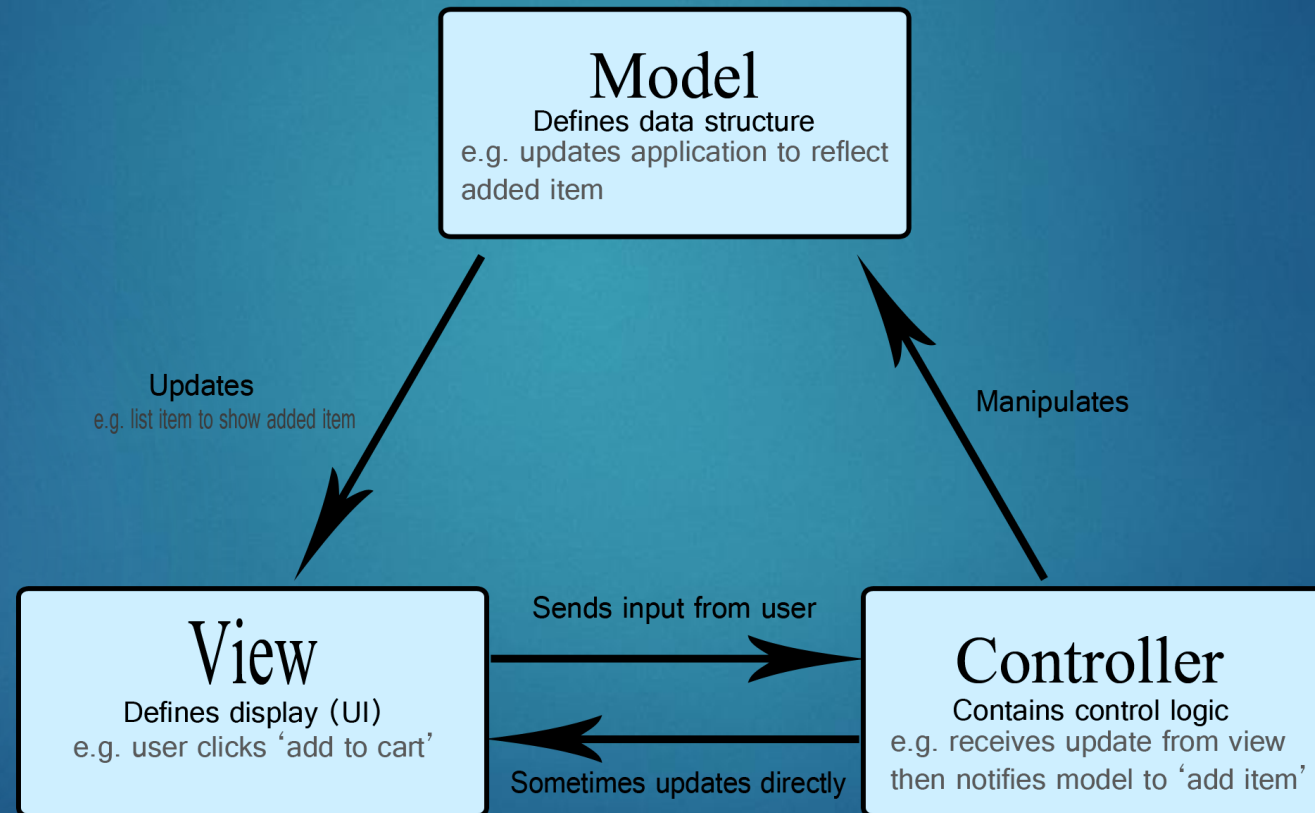 Model
Defines data structure
e.g. updates application to reflect
added item
Updates
e.g. list item to show added item
Manipulates
Sends input from user
View
Defines display (UI)
e.g. user clicks ‘add to cart’
Sometimes updates directly
Controller
Contains control logic
e.g. receives update from view
then notifies model to ‘add item’